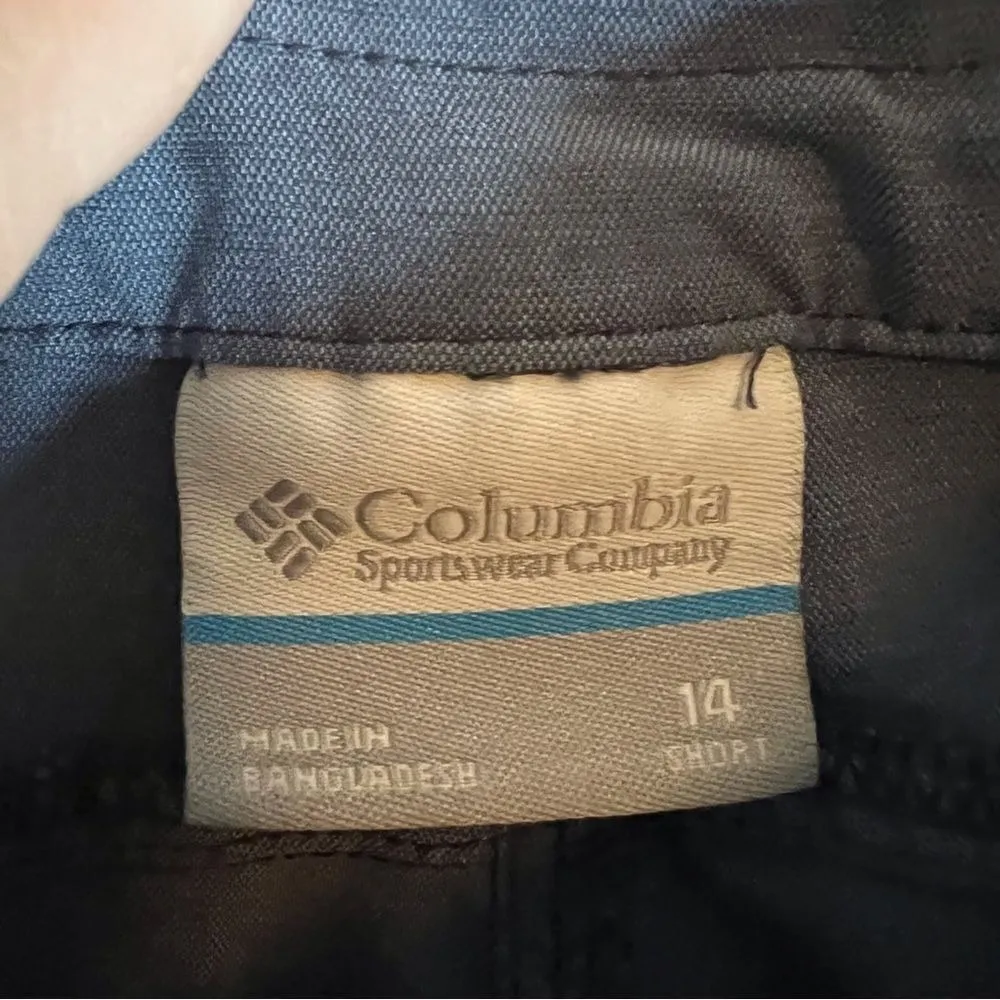 Columbia
Sportswear Company
14
MADE IN
SHORT
BANGLADESH